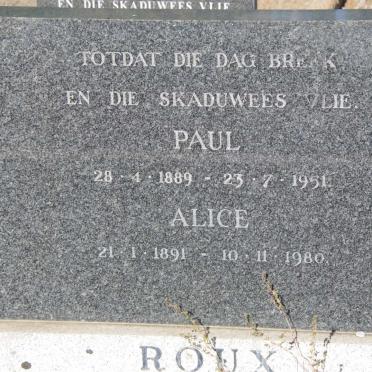 EN DIE SKADUWEES VLIE.
TOTDAT DIE DAG BREEK
EN DIE SKADUWEES VLIE.
PAUL
28·4·1889 - 23·7·1951.
ALICE
21·1·1891 - 10·11·1980.
ROUX